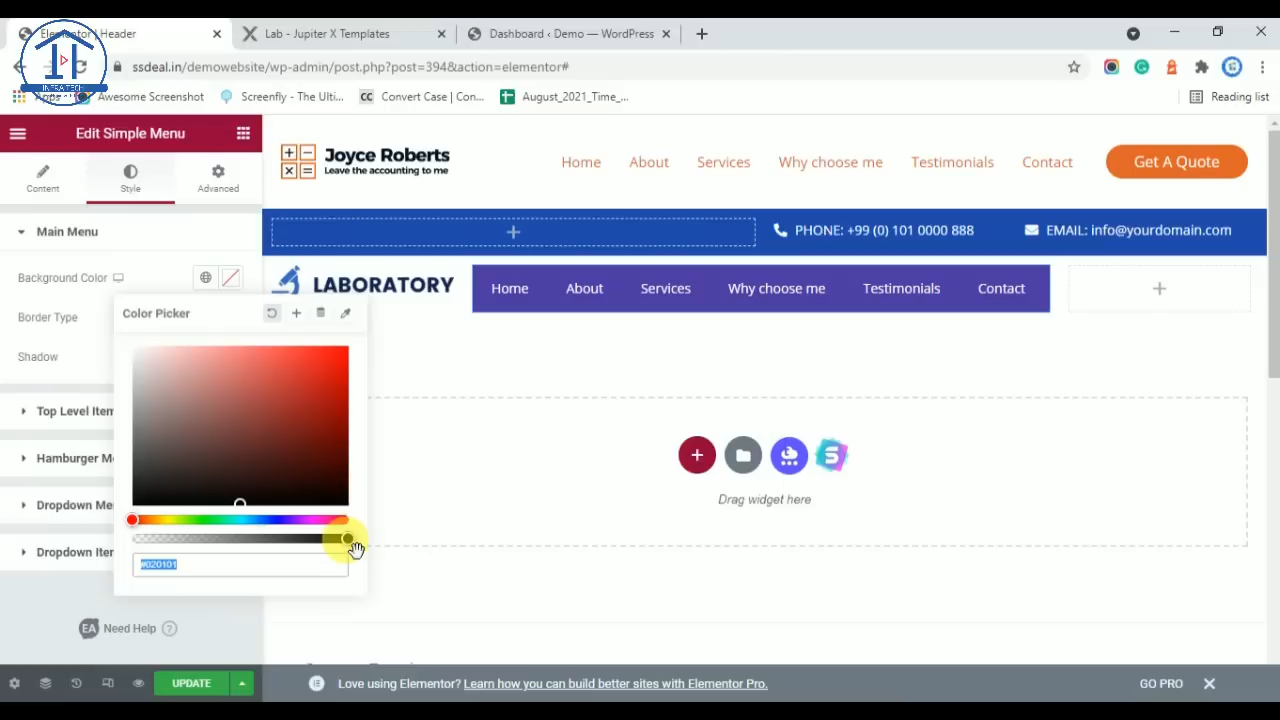 Elementor | Header
Lab - Jupiter X Templates
Dashboard ‹ Demo — WordPress
ssdeal.in/demowebsite/wp-admin/post.php?post=394&action=elementor#
INFRATECH
Apps
Awesome Screenshot
Screenfly - The Ulti...
CC Convert Case | Con...
August_2021_Time_...
Reading list
Edit Simple Menu
Content
Style
Advanced
Joyce Roberts
Leave the accounting to me
Home
About
Services
Why choose me
Testimonials
Contact
Get A Quote
Main Menu
PHONE: +99 (0) 101 0000 888
EMAIL: info@yourdomain.com
Background Color
LABORATORY
Home
About
Services
Why choose me
Testimonials
Contact
Color Picker
Border Type
Shadow
Top Level Item
Hamburger Me
Dropdown Me
Dropdown Iter
Drag widget here
#020101
EA Need Help ?
UPDATE
Love using Elementor? Learn how you can build better sites with Elementor Pro.
GO PRO